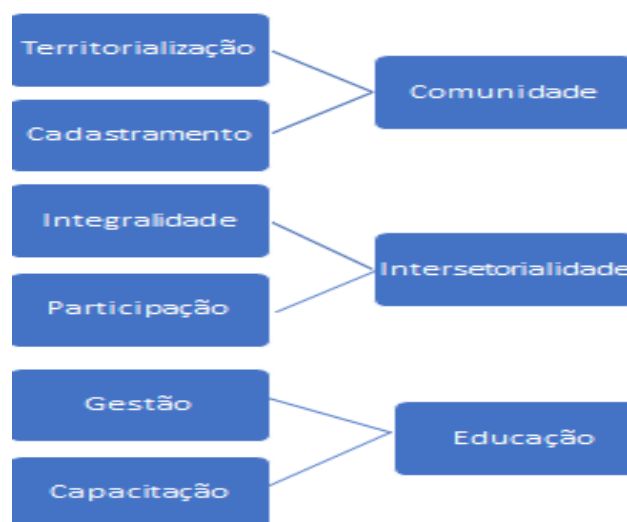 Territorialização
Cadastramento
Comunidade
Integralidade
Participação
Intersetorialidade
Gestão
Capacitação
Educação